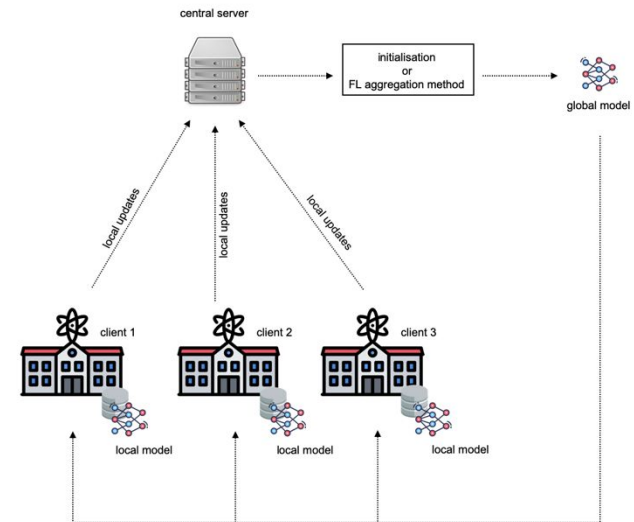 central server
initialisation
or
FL aggregation method
global model
local updates
local updates
local updates
client 1
client 2
client 3
local model
local model
local model